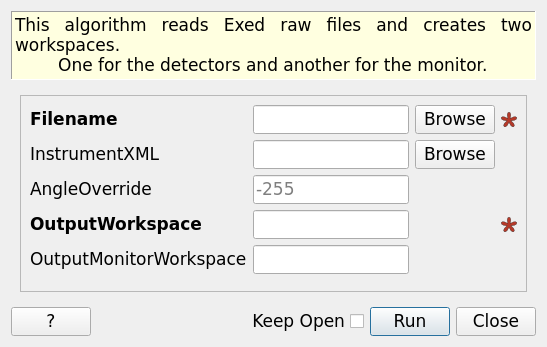 This algorithm reads Exed raw files and creates two
workspaces.
One for the detectors and another for the monitor.
Filename Browse *
InstrumentXML Browse
AngleOverride -255
OutputWorkspace *
OutputMonitorWorkspace
? Keep Open Run Close